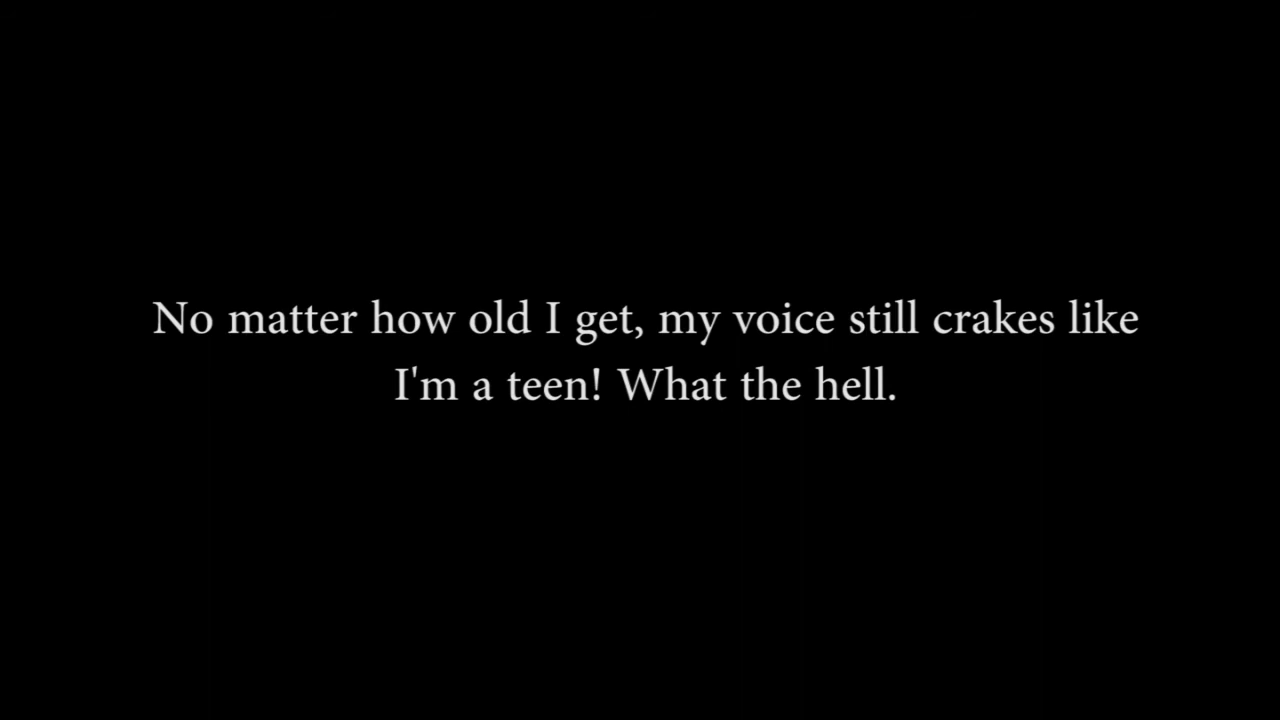 No matter how old I get, my voice still crakes like
I'm a teen! What the hell.